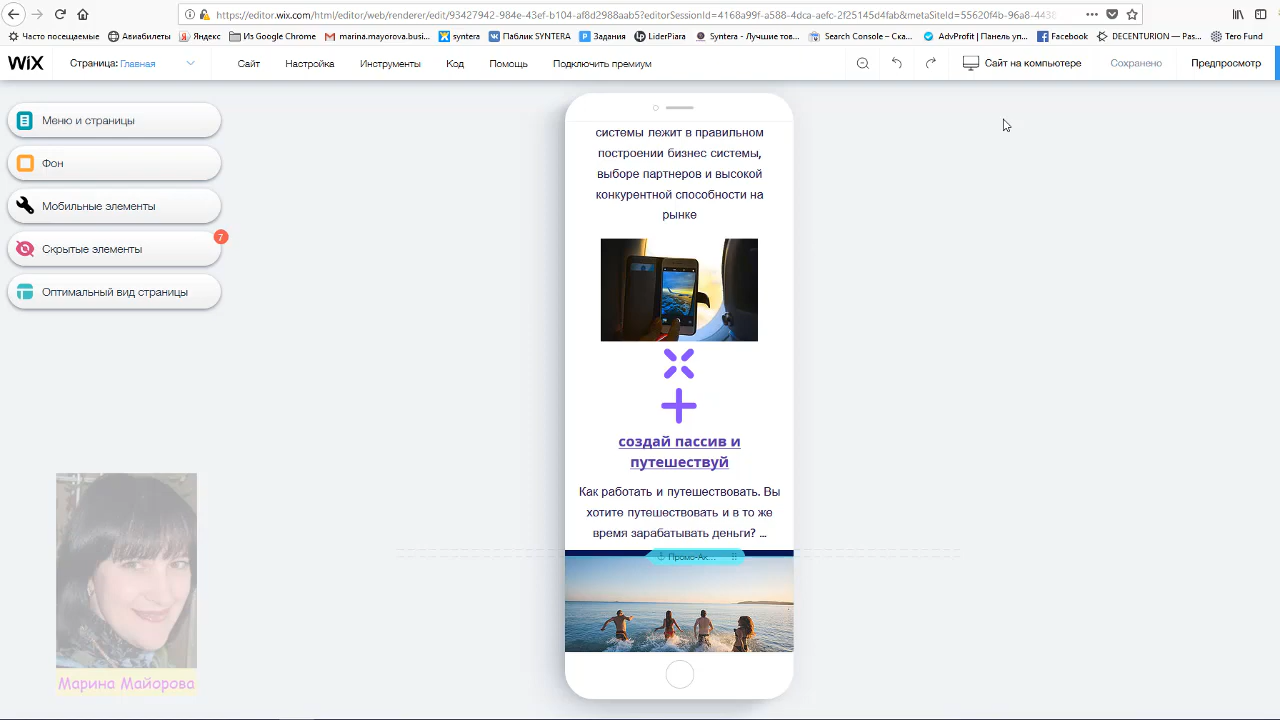 https://editor.wix.com/html/editor/web/renderer/edit/93427942-984e-43ef-b104-af8d2988aab5?editorSessionId=4168a99f-a588-4dca-aefc-2f25145d4fab&metaSiteId=55620f4b-96a8-4438
Часто посещаемые Авиабилеты Яндекс Из Google Chrome marina.mayorova.busi... syntera Паблик SYNTERA Задания LiderPiara Syntera - Лучшие тов... Search Console - Ска... AdvProfit | Панель уп... Facebook DECENTURION — Pass... Tero Fund
WiX Страница: Главная Сайт Настройка Инструменты Код Помощь Подключить премиум Сайт на компьютере Сохранено Предпросмотр
Меню и страницы
Фон
Мобильные элементы
Скрытые элементы 7
Оптимальный вид страницы
системы лежит в правильном
построении бизнес системы,
выборе партнеров и высокой
конкурентной способности на
рынке
создай пассив и
путешествуй
Как работать и путешествовать. Вы
хотите путешествовать и в то же
время зарабатывать деньги? ...
Промо-Ак...
Марина Майорова